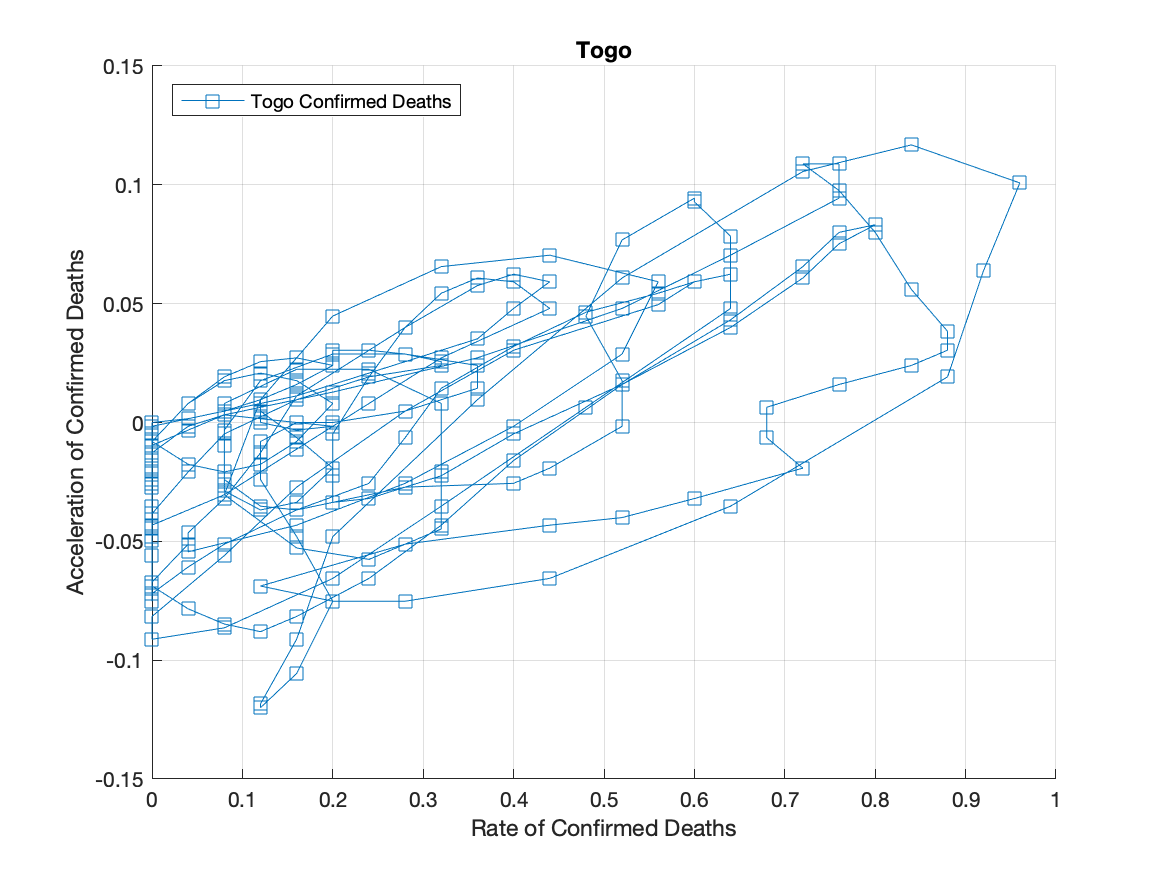 Togo
Togo Confirmed Deaths
0.15
0.1
0.05
0
-0.05
-0.1
-0.15
Acceleration of Confirmed Deaths
0 0.1 0.2 0.3 0.4 0.5 0.6 0.7 0.8 0.9 1
Rate of Confirmed Deaths